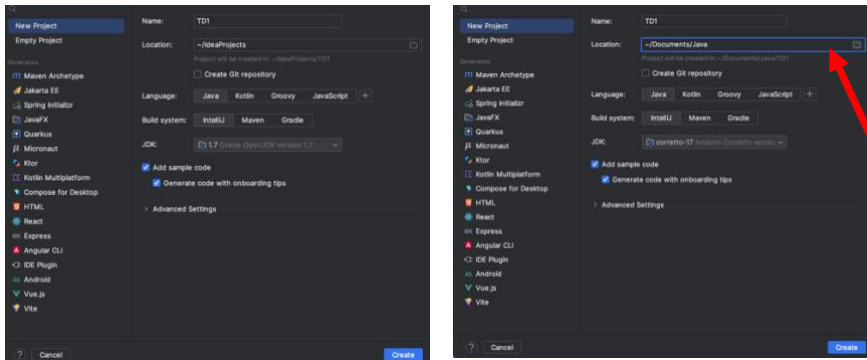 New Project
Empty Project
Generators
Maven Archetype
Jakarta EE
Spring Initializr
JavaFX
Quarkus
Micronaut
Ktor
Kotlin Multiplatform
Compose for Desktop
HTML
React
Express
Angular CLI
IDE Plugin
Android
Vue.js
Vite
? Cancel
Name: TD1
Location: ~/IdeaProjects
Project will be created in: ~/IdeaProjects/TD1
Create Git repository
Language: Java Kotlin Groovy JavaScript +
Build system: IntelliJ Maven Gradle
JDK: 1.7 Oracle OpenJDK version 1.7
Add sample code
Generate code with onboarding tips
> Advanced Settings
Create
New Project
Empty Project
Generators
Maven Archetype
Jakarta EE
Spring Initializr
JavaFX
Quarkus
Micronaut
Ktor
Kotlin Multiplatform
Compose for Desktop
HTML
React
Express
Angular CLI
IDE Plugin
Android
Vue.js
Vite
? Cancel
Name: TD1
Location: ~/Documents/Java
Project will be created in: ~/Documents/Java/TD1
Create Git repository
Language: Java Kotlin Groovy JavaScript +
Build system: IntelliJ Maven Gradle
JDK: corretto-17 Amazon Corretto versio
Add sample code
Generate code with onboarding tips
> Advanced Settings
Create